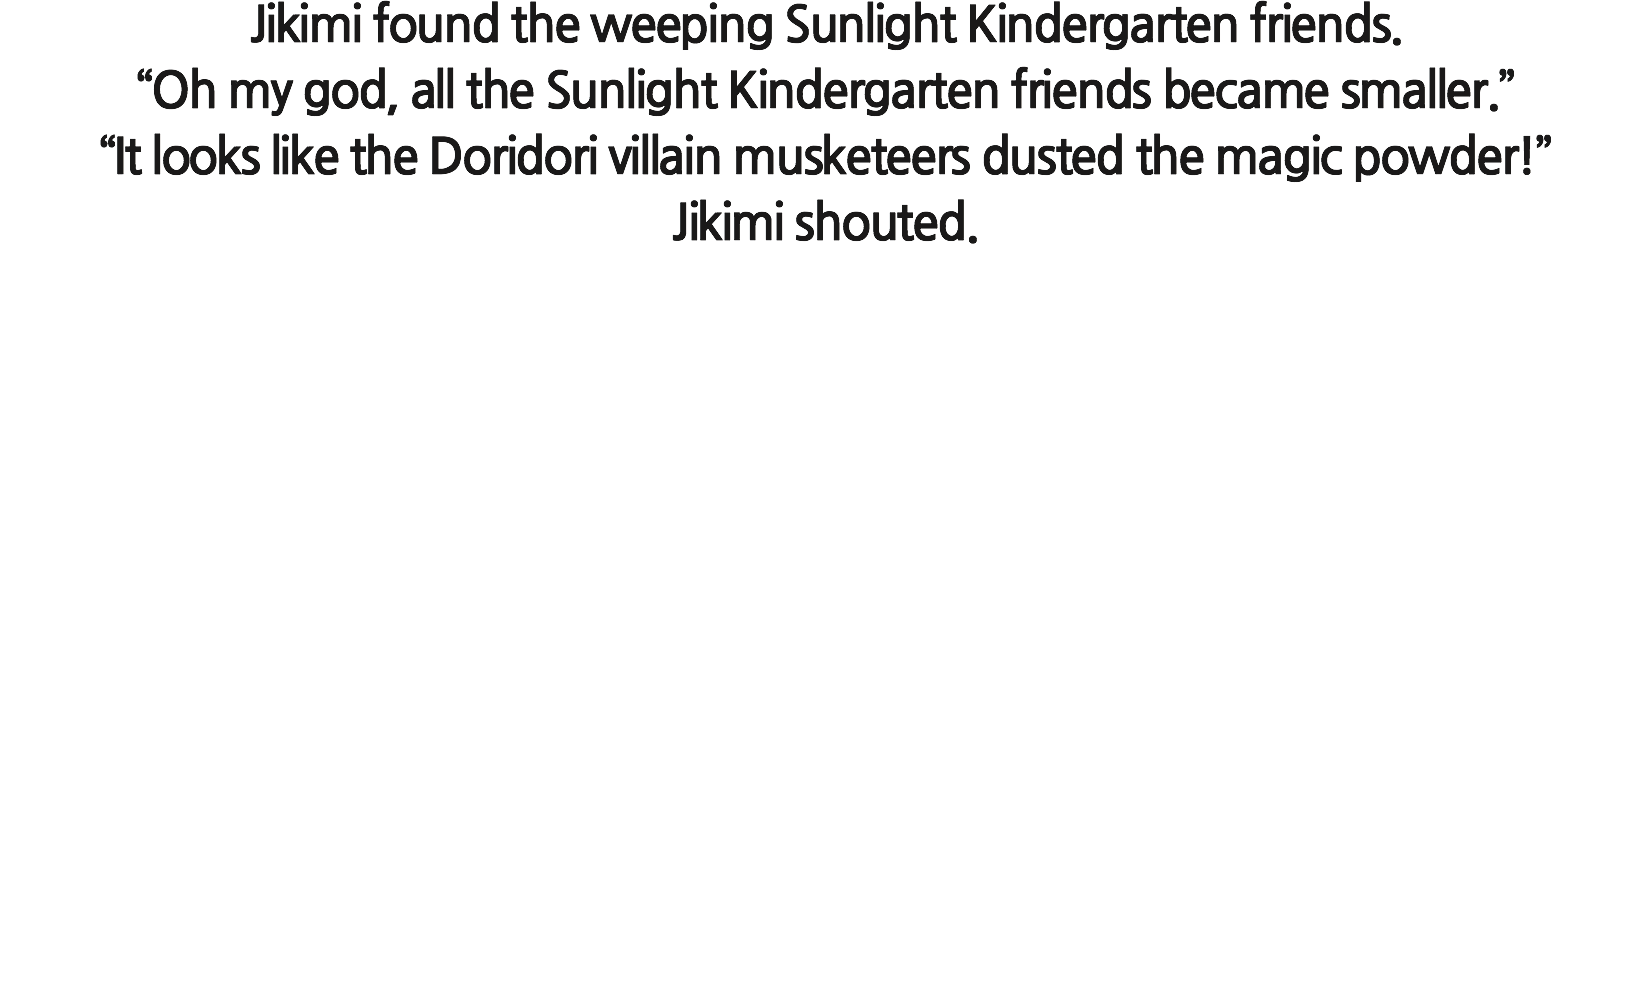 Jikimi found the weeping Sunlight Kindergarten friends.
“Oh my god, all the Sunlight Kindergarten friends became smaller.”
“It looks like the Doridori villain musketeers dusted the magic powder!”
Jikimi shouted.